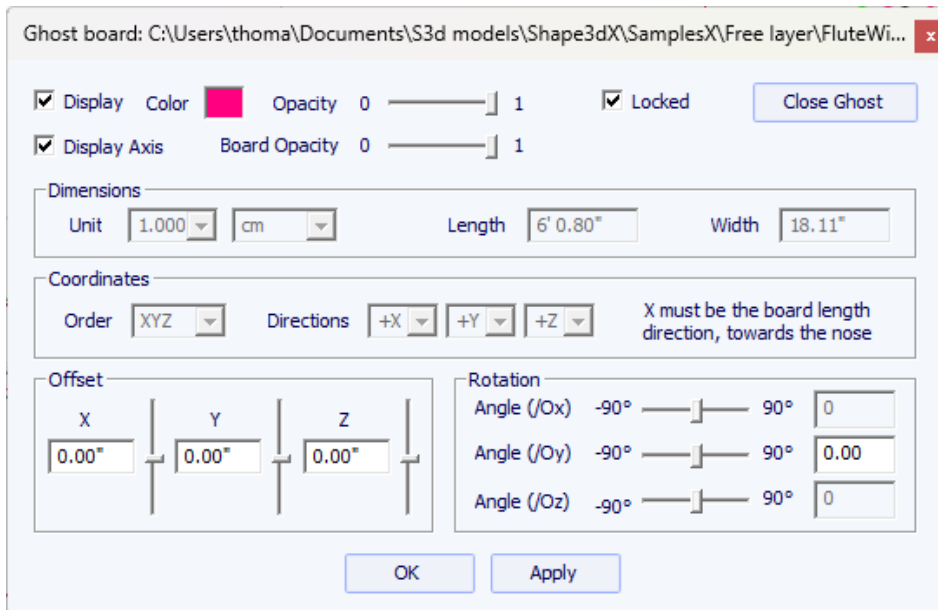 Ghost board: C:\Users\thoma\Documents\S3d models\Shape3dX\SamplesX\Free layer\FluteWi... x
Display Color Opacity 0 1 Locked Close Ghost
Display Axis Board Opacity 0 1
Dimensions
Unit 1.000 cm Length 6' 0.80" Width 18.11"
Coordinates
Order XYZ Directions +X +Y +Z X must be the board length
direction, towards the nose
Offset
X Y Z
0.00" 0.00" 0.00"
Rotation
Angle (/Ox) -90° 90° 0
Angle (/Oy) -90° 90° 0.00
Angle (/Oz) -90° 90° 0
OK Apply